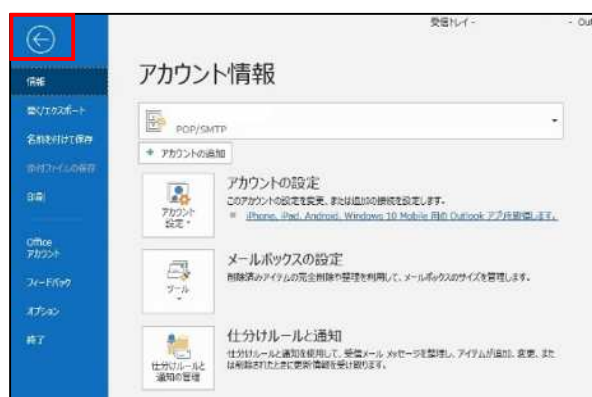 受信トレイ -
- Out
情報
アカウント情報
開く/エクスポート
名前を付けて保存
添付ファイルの保存
印刷
Office
アカウント
フィードバック
オプション
終了
POP/SMTP
アカウントの追加
アカウント
設定
アカウントの設定
このアカウントの設定を変更、または追加の接続を設定します。
iPhone, iPad, Android, Windows 10 Mobile 用の Outlook アプリを取得します。
ツール
メールボックスの設定
削除済みアイテムの完全削除や整理を利用して、メールボックスのサイズを管理します。
仕分けルールと
通知の管理
仕分けルールと通知
仕分けルールと通知を使用して、受信メール メッセージを整理し、アイテムが追加、変更、また
は削除されたときに更新情報を受け取ります。